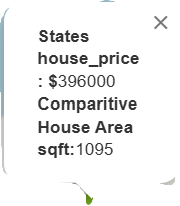 States
house_price
: $396000
Comparitive
House Area
sqft:1095